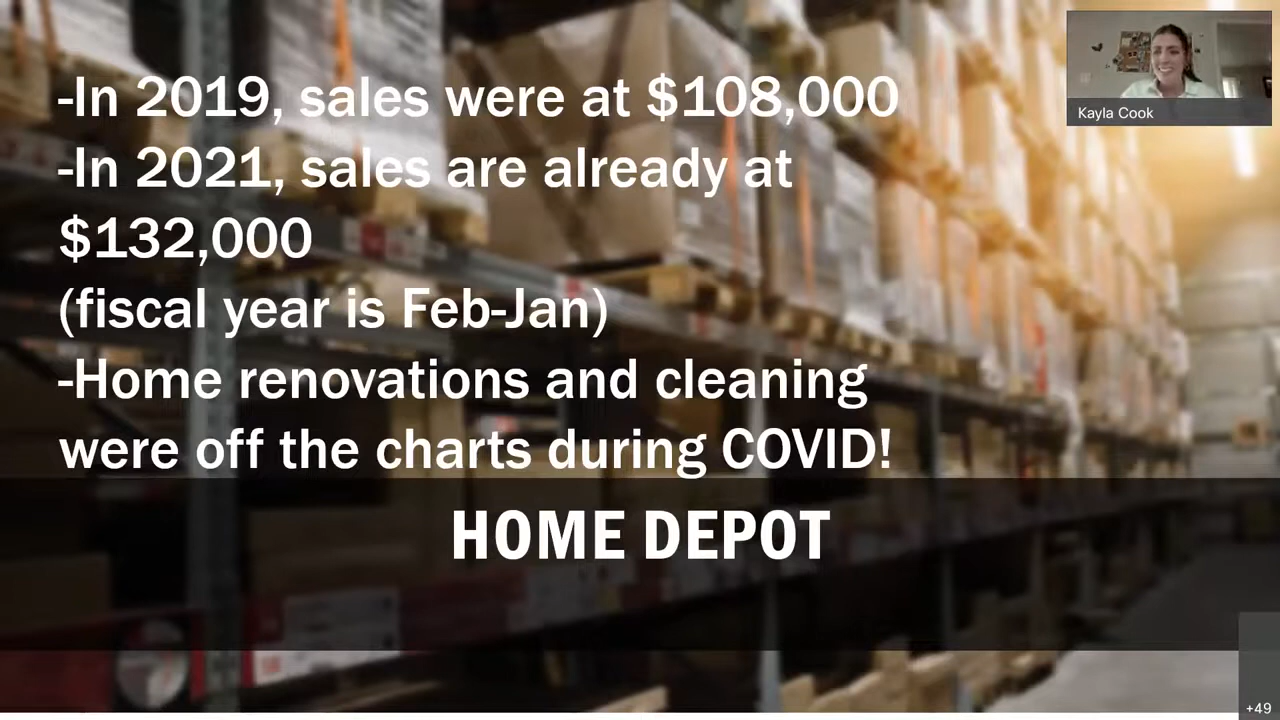 -In 2019, sales were at $108,000
-In 2021, sales are already at
$132,000
(fiscal year is Feb-Jan)
-Home renovations and cleaning
were off the charts during COVID!
HOME DEPOT
Kayla Cook
+49